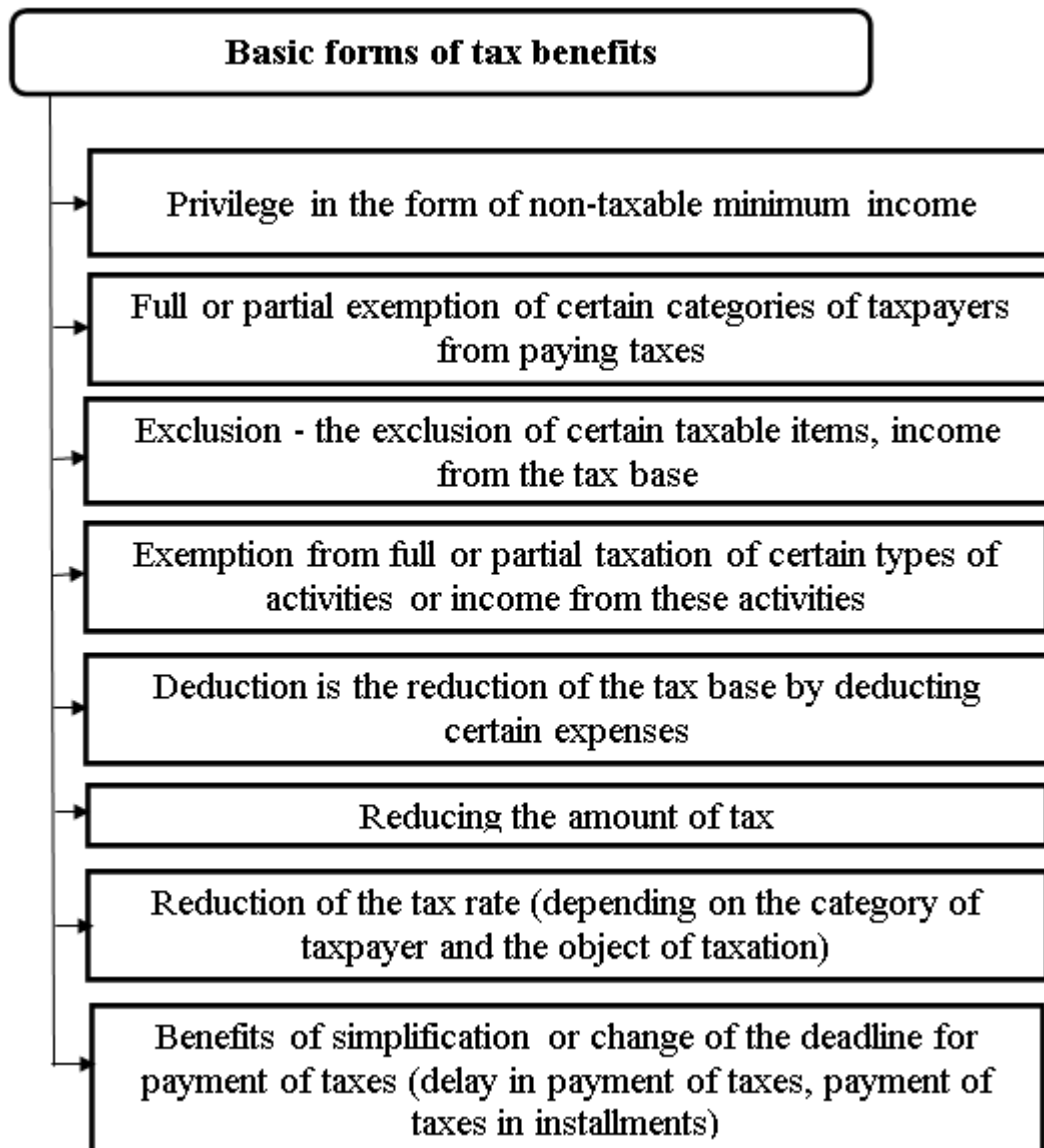 Basic forms of tax benefits
Privilege in the form of non-taxable minimum income
Full or partial exemption of certain categories of taxpayers
from paying taxes
Exclusion - the exclusion of certain taxable items, income
from the tax base
Exemption from full or partial taxation of certain types of
activities or income from these activities
Deduction is the reduction of the tax base by deducting
certain expenses
Reducing the amount of tax
Reduction of the tax rate (depending on the category of
taxpayer and the object of taxation)
Benefits of simplification or change of the deadline for
payment of taxes (delay in payment of taxes, payment of
taxes in installments)